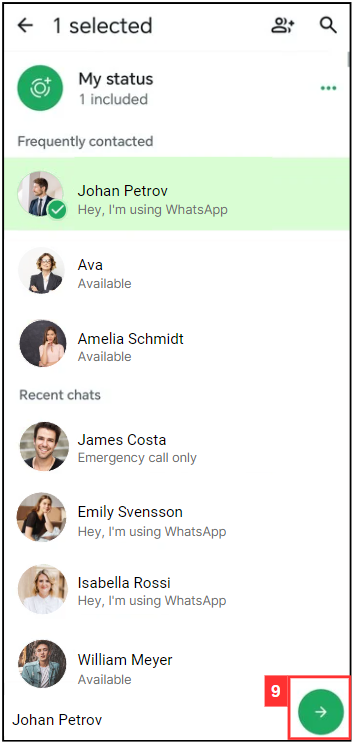 1 selected
My status
1 included
Frequently contacted
Johan Petrov
Hey, I'm using WhatsApp
Ava
Available
Amelia Schmidt
Available
Recent chats
James Costa
Emergency call only
Emily Svensson
Hey, I'm using WhatsApp
Isabella Rossi
Hey, I'm using WhatsApp
William Meyer
Available
9
Johan Petrov